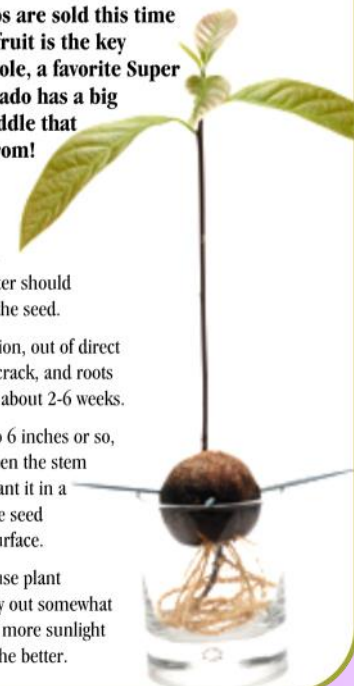 os are sold this time
fruit is the key
ole, a favorite Super
ado has a big
ddle that
rom!
ter should
he seed.
ion, out of direct
crack, and roots
about 2-6 weeks.
o 6 inches or so,
en the stem
ant it in a
e seed
rface.
use plant
y out somewhat
more sunlight
he better.